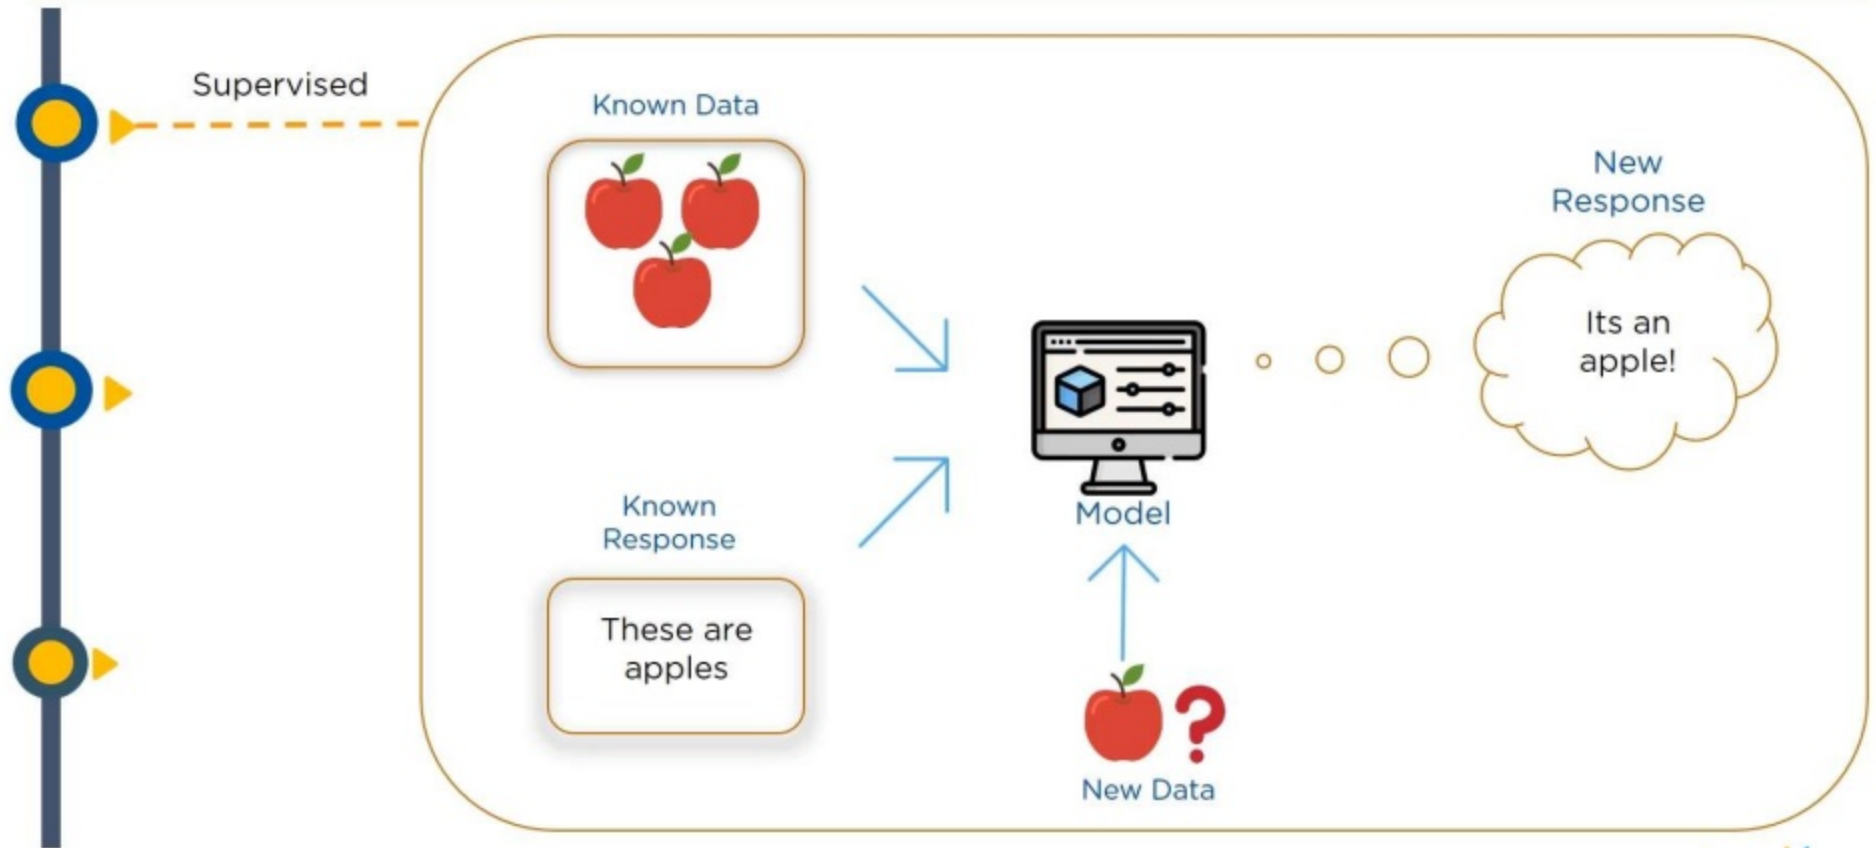 Supervised
Known Data
Known
Response
These are
apples
Model
New Data
New
Response
Its an
apple!